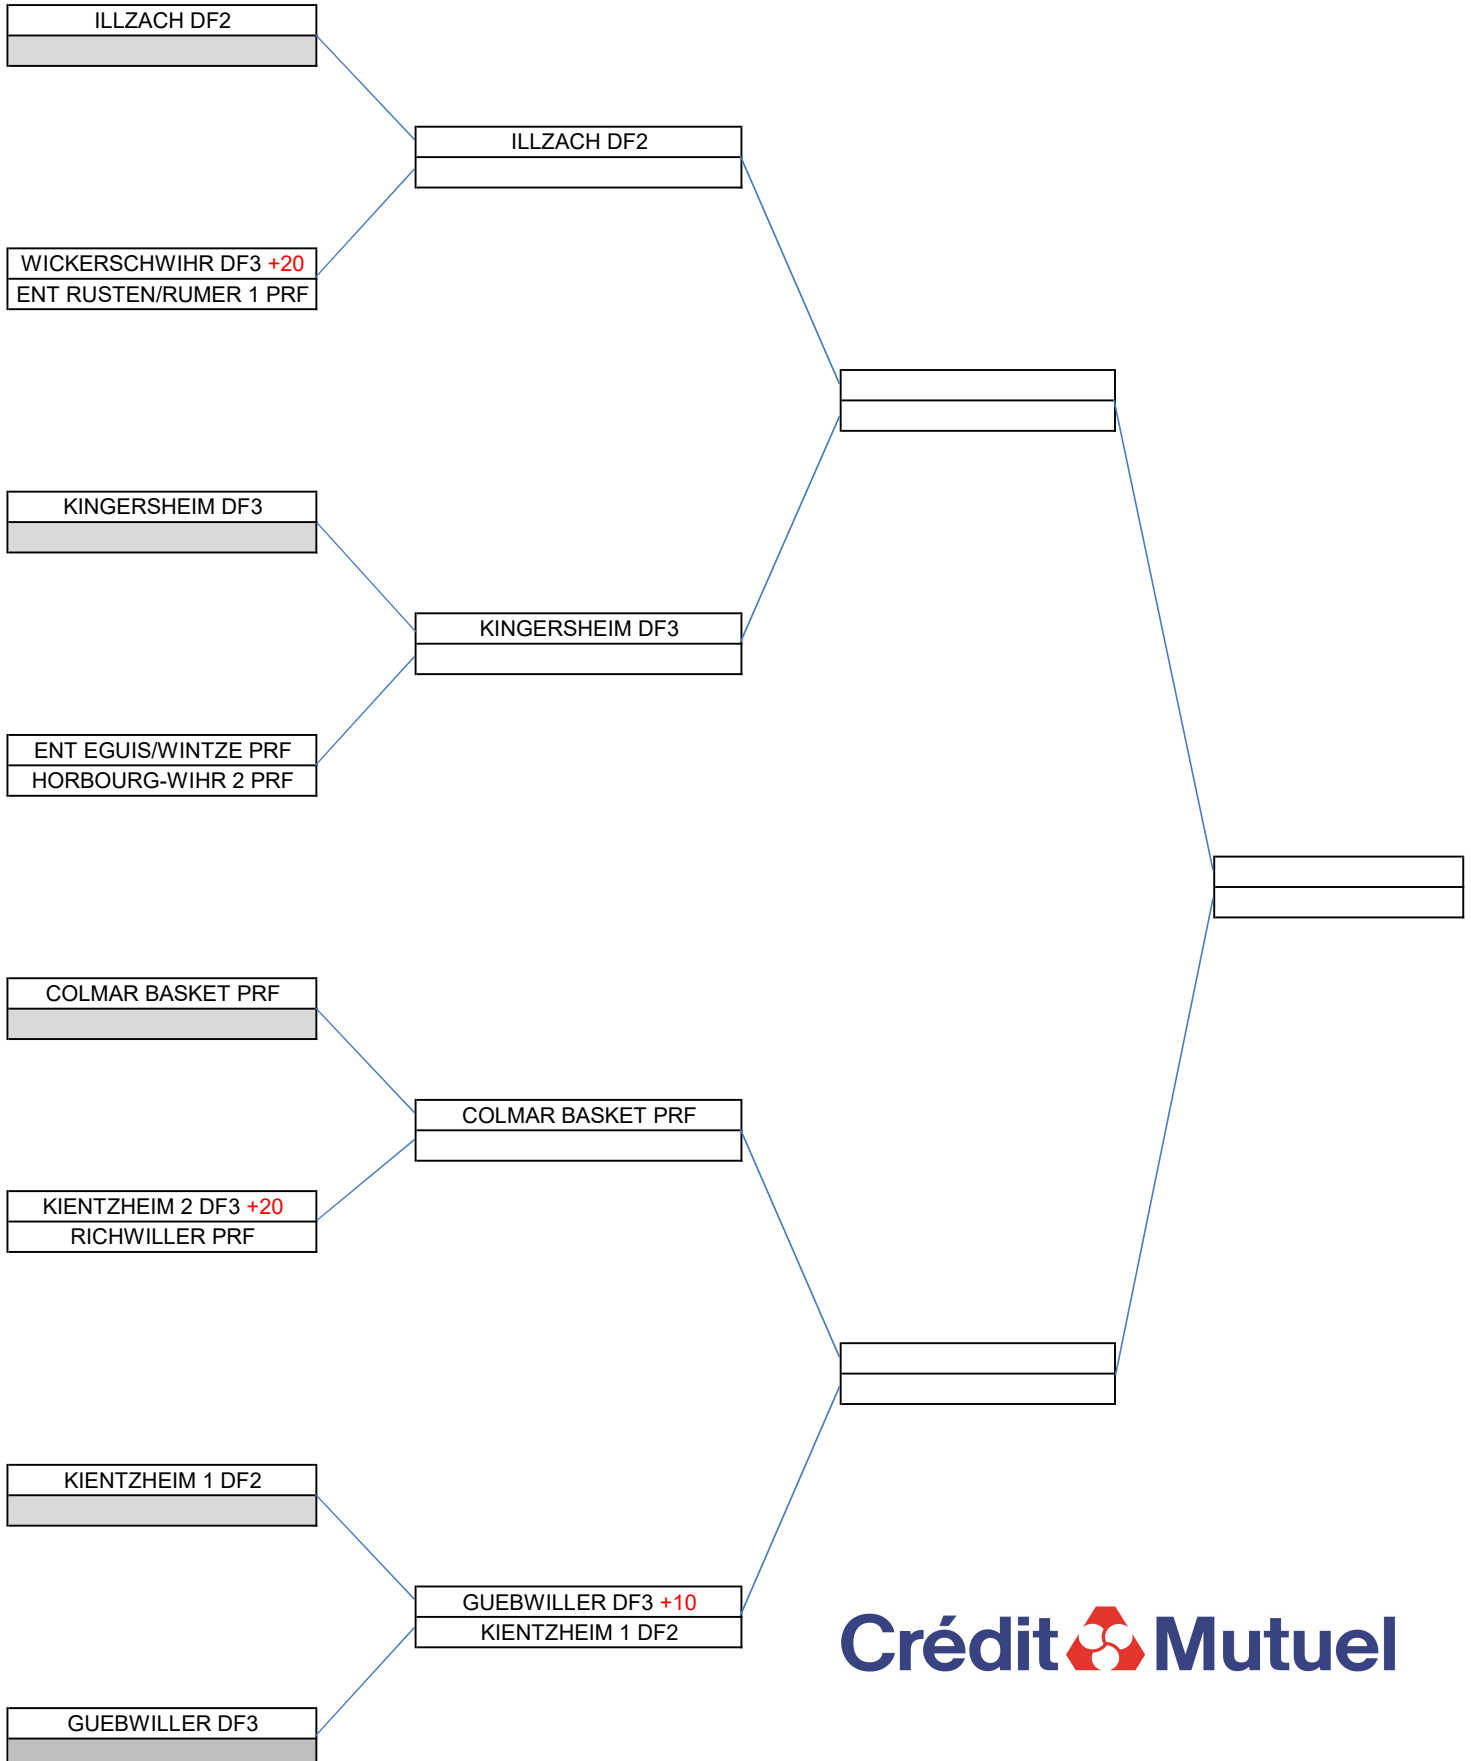 ILLZACH DF2
ILLZACH DF2
WICKERSCHWIHR DF3 +20
ENT RUSTEN/RUMER 1 PRF
KINGERSHEIM DF3
KINGERSHEIM DF3
ENT EGUIS/WINTZE PRF
HORBOURG-WIHR 2 PRF
COLMAR BASKET PRF
COLMAR BASKET PRF
KIENTZHEIM 2 DF3 +20
RICHWILLER PRF
KIENTZHEIM 1 DF2
GUEBWILLER DF3 +10
KIENTZHEIM 1 DF2
Crédit Mutuel
GUEBWILLER DF3